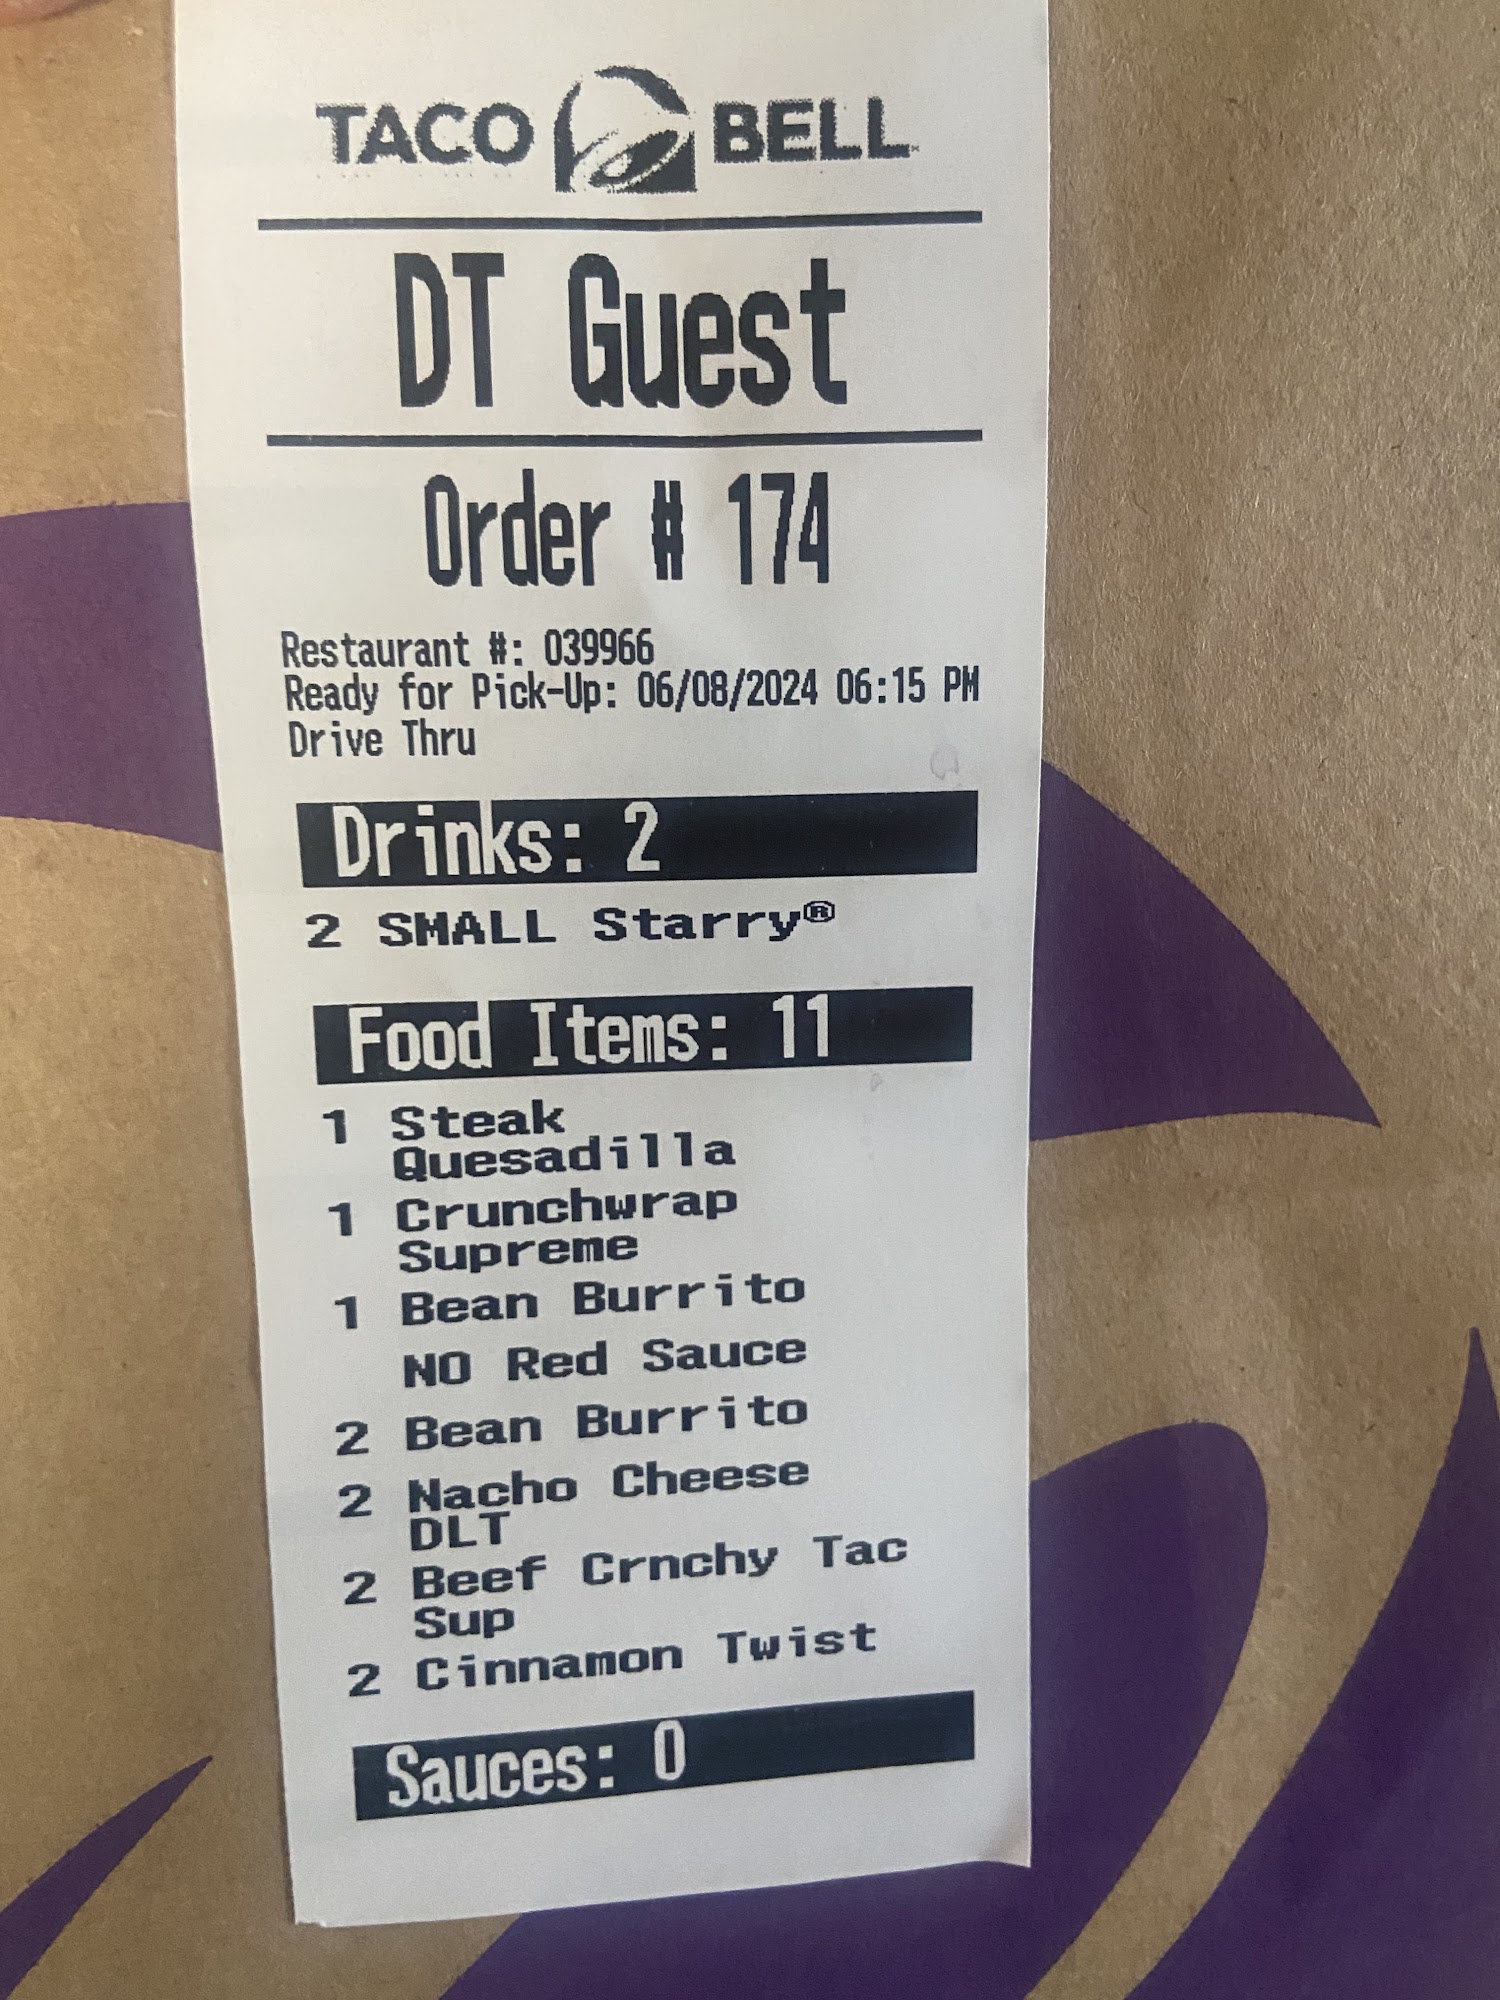 TACO BELL
DT Guest
Order # 174
Restaurant #: 039966
Ready for Pick-Up: 06/08/2024 06:15 PM
Drive Thru
Drinks: 2
2 SMALL Starry®
Food Items: 11
1 Steak
Quesadilla
1 Crunchwrap
Supreme
1 Bean Burrito
NO Red Sauce
2 Bean Burrito
2 Nacho Cheese
DLT
2 Beef Crnchy Tac
Sup
2 Cinnamon Twist
Sauces: 0